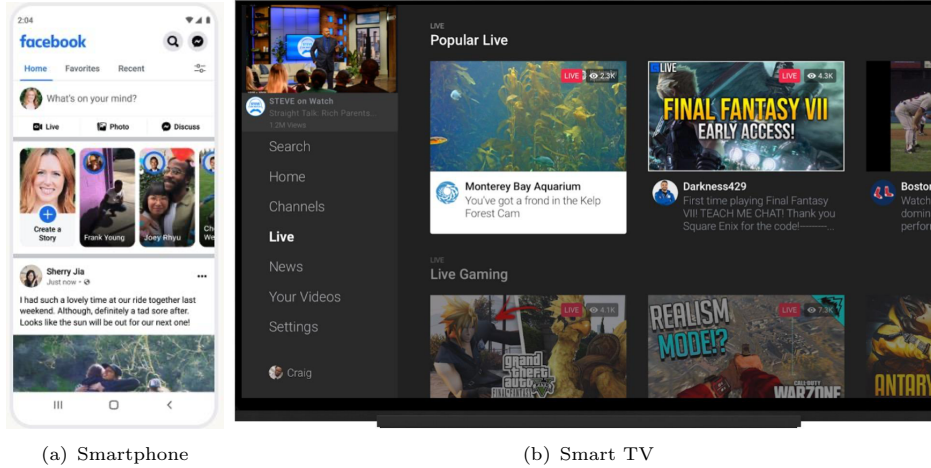 2:04
facebook
Home Favorites Recent
What's on your mind?
Live Photo Discuss
Create a
Story
Frank Young
Joey Rhyu
Sherry Jia
Just now
I had such a lovely time at our ride together last
weekend. Although, definitely a tad sore after.
Looks like the sun will be out for our next one!
(a) Smartphone
STEVE on Watch
Straight Talk: Rich Parents...
1.2M Views
Search
Home
Channels
Live
News
Your Videos
Settings
Craig
LIVE
Popular Live
LIVE 2.3K
Monterey Bay Aquarium
You've got a frond in the Kelp
Forest Cam
LIVE
LIVE 4.3K
FINAL FANTASY VII
EARLY ACCESS!
Darkness429
First time playing Final Fantasy
VII! TEACH ME CHAT! Thank you
Square Enix for the code!
Boston
Watch
domin
perform
LIVE
Live Gaming
LIVE 4.1K
grand
theft
auto
LIVE 7.3K
REALISM
MODE!?
CALL OF DUTY
WARZONE
ANTARY
(b) Smart TV